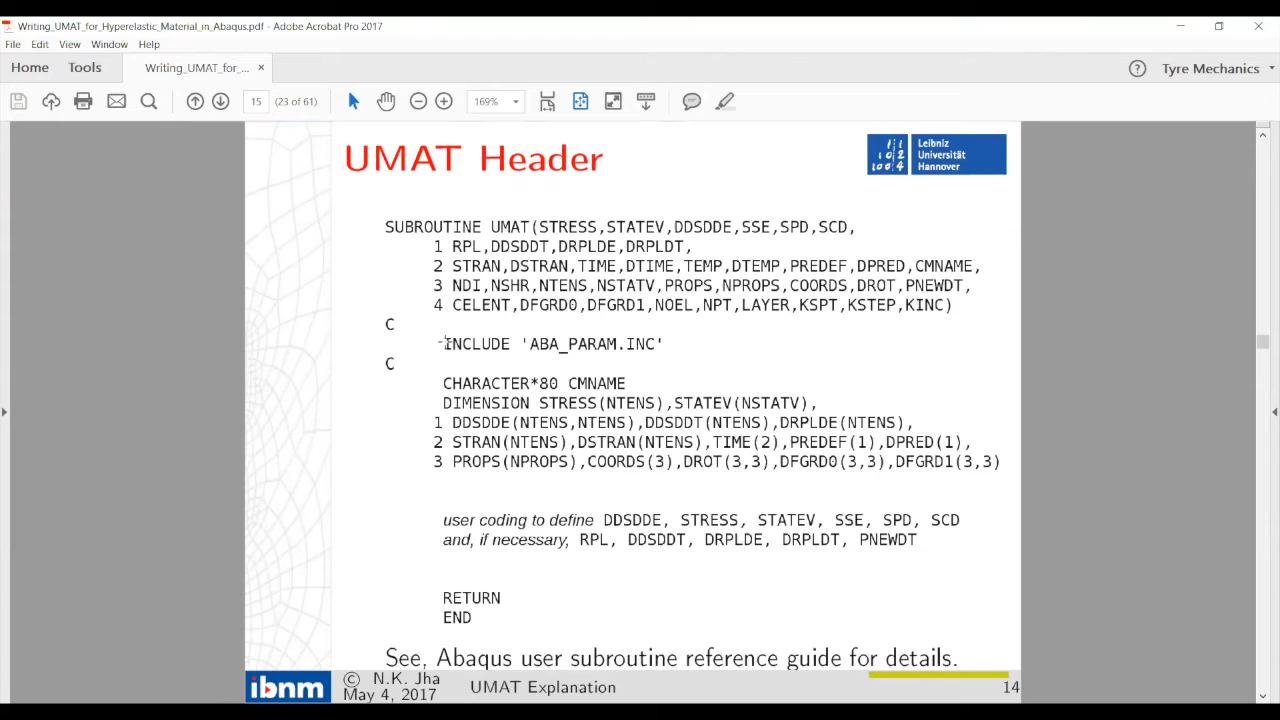 Writing_UMAT_for_Hyperelastic_Material_in_Abaqus.pdf - Adobe Acrobat Pro 2017
File Edit View Window Help
Home Tools Writing_UMAT_for_... × Tyre Mechanics
15 (23 of 61) 169%
UMAT Header
Leibniz
Universität
Hannover
SUBROUTINE UMAT(STRESS,STATEV,DDSDDE,SSE,SPD,SCD,
1 RPL,DDSDDT,DRPLDE,DRPLDT,
2 STRAN,DSTRAN,TIME,DTIME,TEMP,DTEMP,PREDEF,DPRED,CMNAME,
3 NDI,NSHR,NTENS,NSTATV,PROPS,NPROPS,COORDS,DROT,PNEWDT,
4 CELENT,DFGRD0,DFGRD1,NOEL,NPT,LAYER,KSPT,KSTEP,KINC)
C
INCLUDE 'ABA_PARAM.INC'
C
CHARACTER*80 CMNAME
DIMENSION STRESS(NTENS),STATEV(NSTATV),
1 DDSDDE(NTENS,NTENS),DDSDDT(NTENS),DRPLDE(NTENS),
2 STRAN(NTENS),DSTRAN(NTENS),TIME(2),PREDEF(1),DPRED(1),
3 PROPS(NPROPS),COORDS(3),DROT(3,3),DFGRD0(3,3),DFGRD1(3,3)
user coding to define DDSDDE, STRESS, STATEV, SSE, SPD, SCD
and, if necessary, RPL, DDSDDT, DRPLDE, DRPLDT, PNEWDT
RETURN
END
See, Abaqus user subroutine reference guide for details.
ibnm
© N.K. Jha
May 4, 2017
UMAT Explanation
14